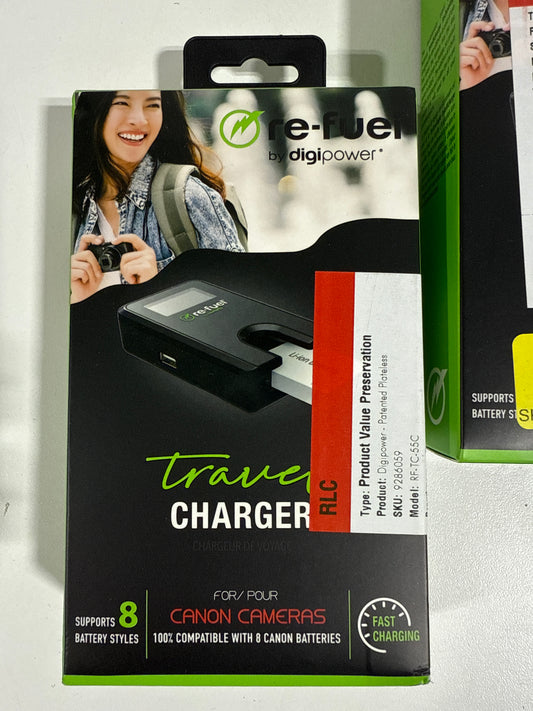 re-fuel
by digipower®
re-fuel
Li-ion
travel
CHARGER
CHARGEUR DE VOYAGE
RLC
Type: Product Value Preservation
Product: Digipower - Patented Plateless
SKU: 9286059
Model: RF-TC-55C
SUPPORTS 8
BATTERY STYLES
FOR/POUR
CANON CAMERAS
100% COMPATIBLE WITH 8 CANON BATTERIES
FAST
CHARGING
SUPPORTS
BATTERY